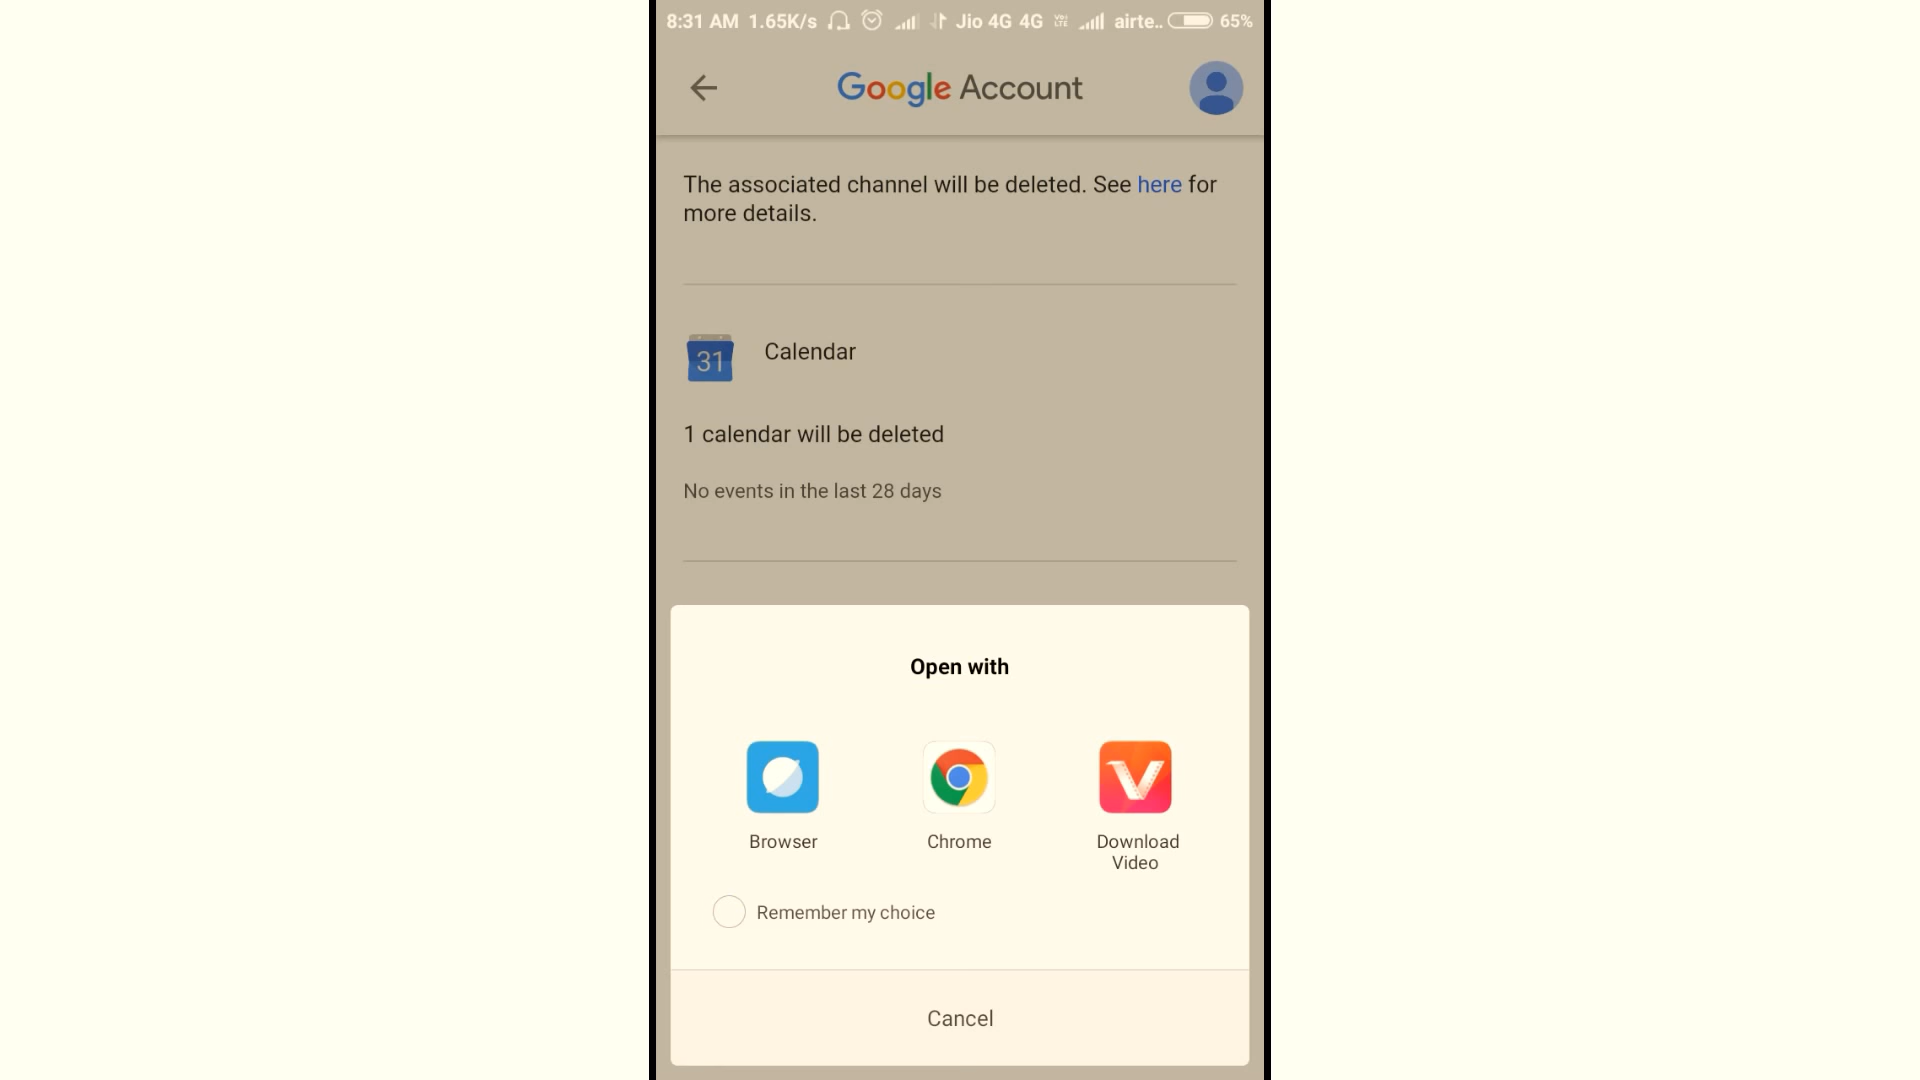 8:31 AM 1.65K/s Jio 4G 4G Vo) LTE airte.. 65%
Google Account
The associated channel will be deleted. See here for
more details.
31 Calendar
1 calendar will be deleted
No events in the last 28 days
Open with
Browser Chrome Download
Video
Remember my choice
Cancel